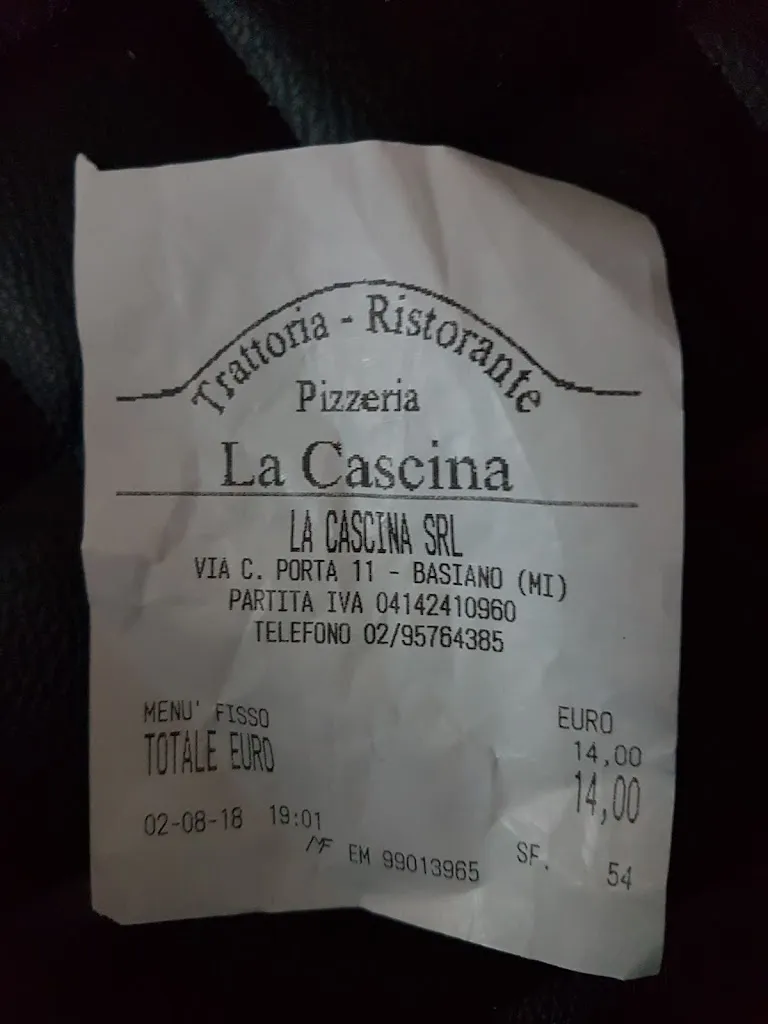 Trattoria - Ristorante
Pizzeria
La Cascina
LA CASCINA SRL
VIA C. PORTA 11 - BASIANO (MI)
PARTITA IVA 04142410960
TELEFONO 02/95764385
EURO
MENU' FISSO 14,00
TOTALE EURO 14,00
02-08-18 19:01 SF. 54
MF EM 99013965